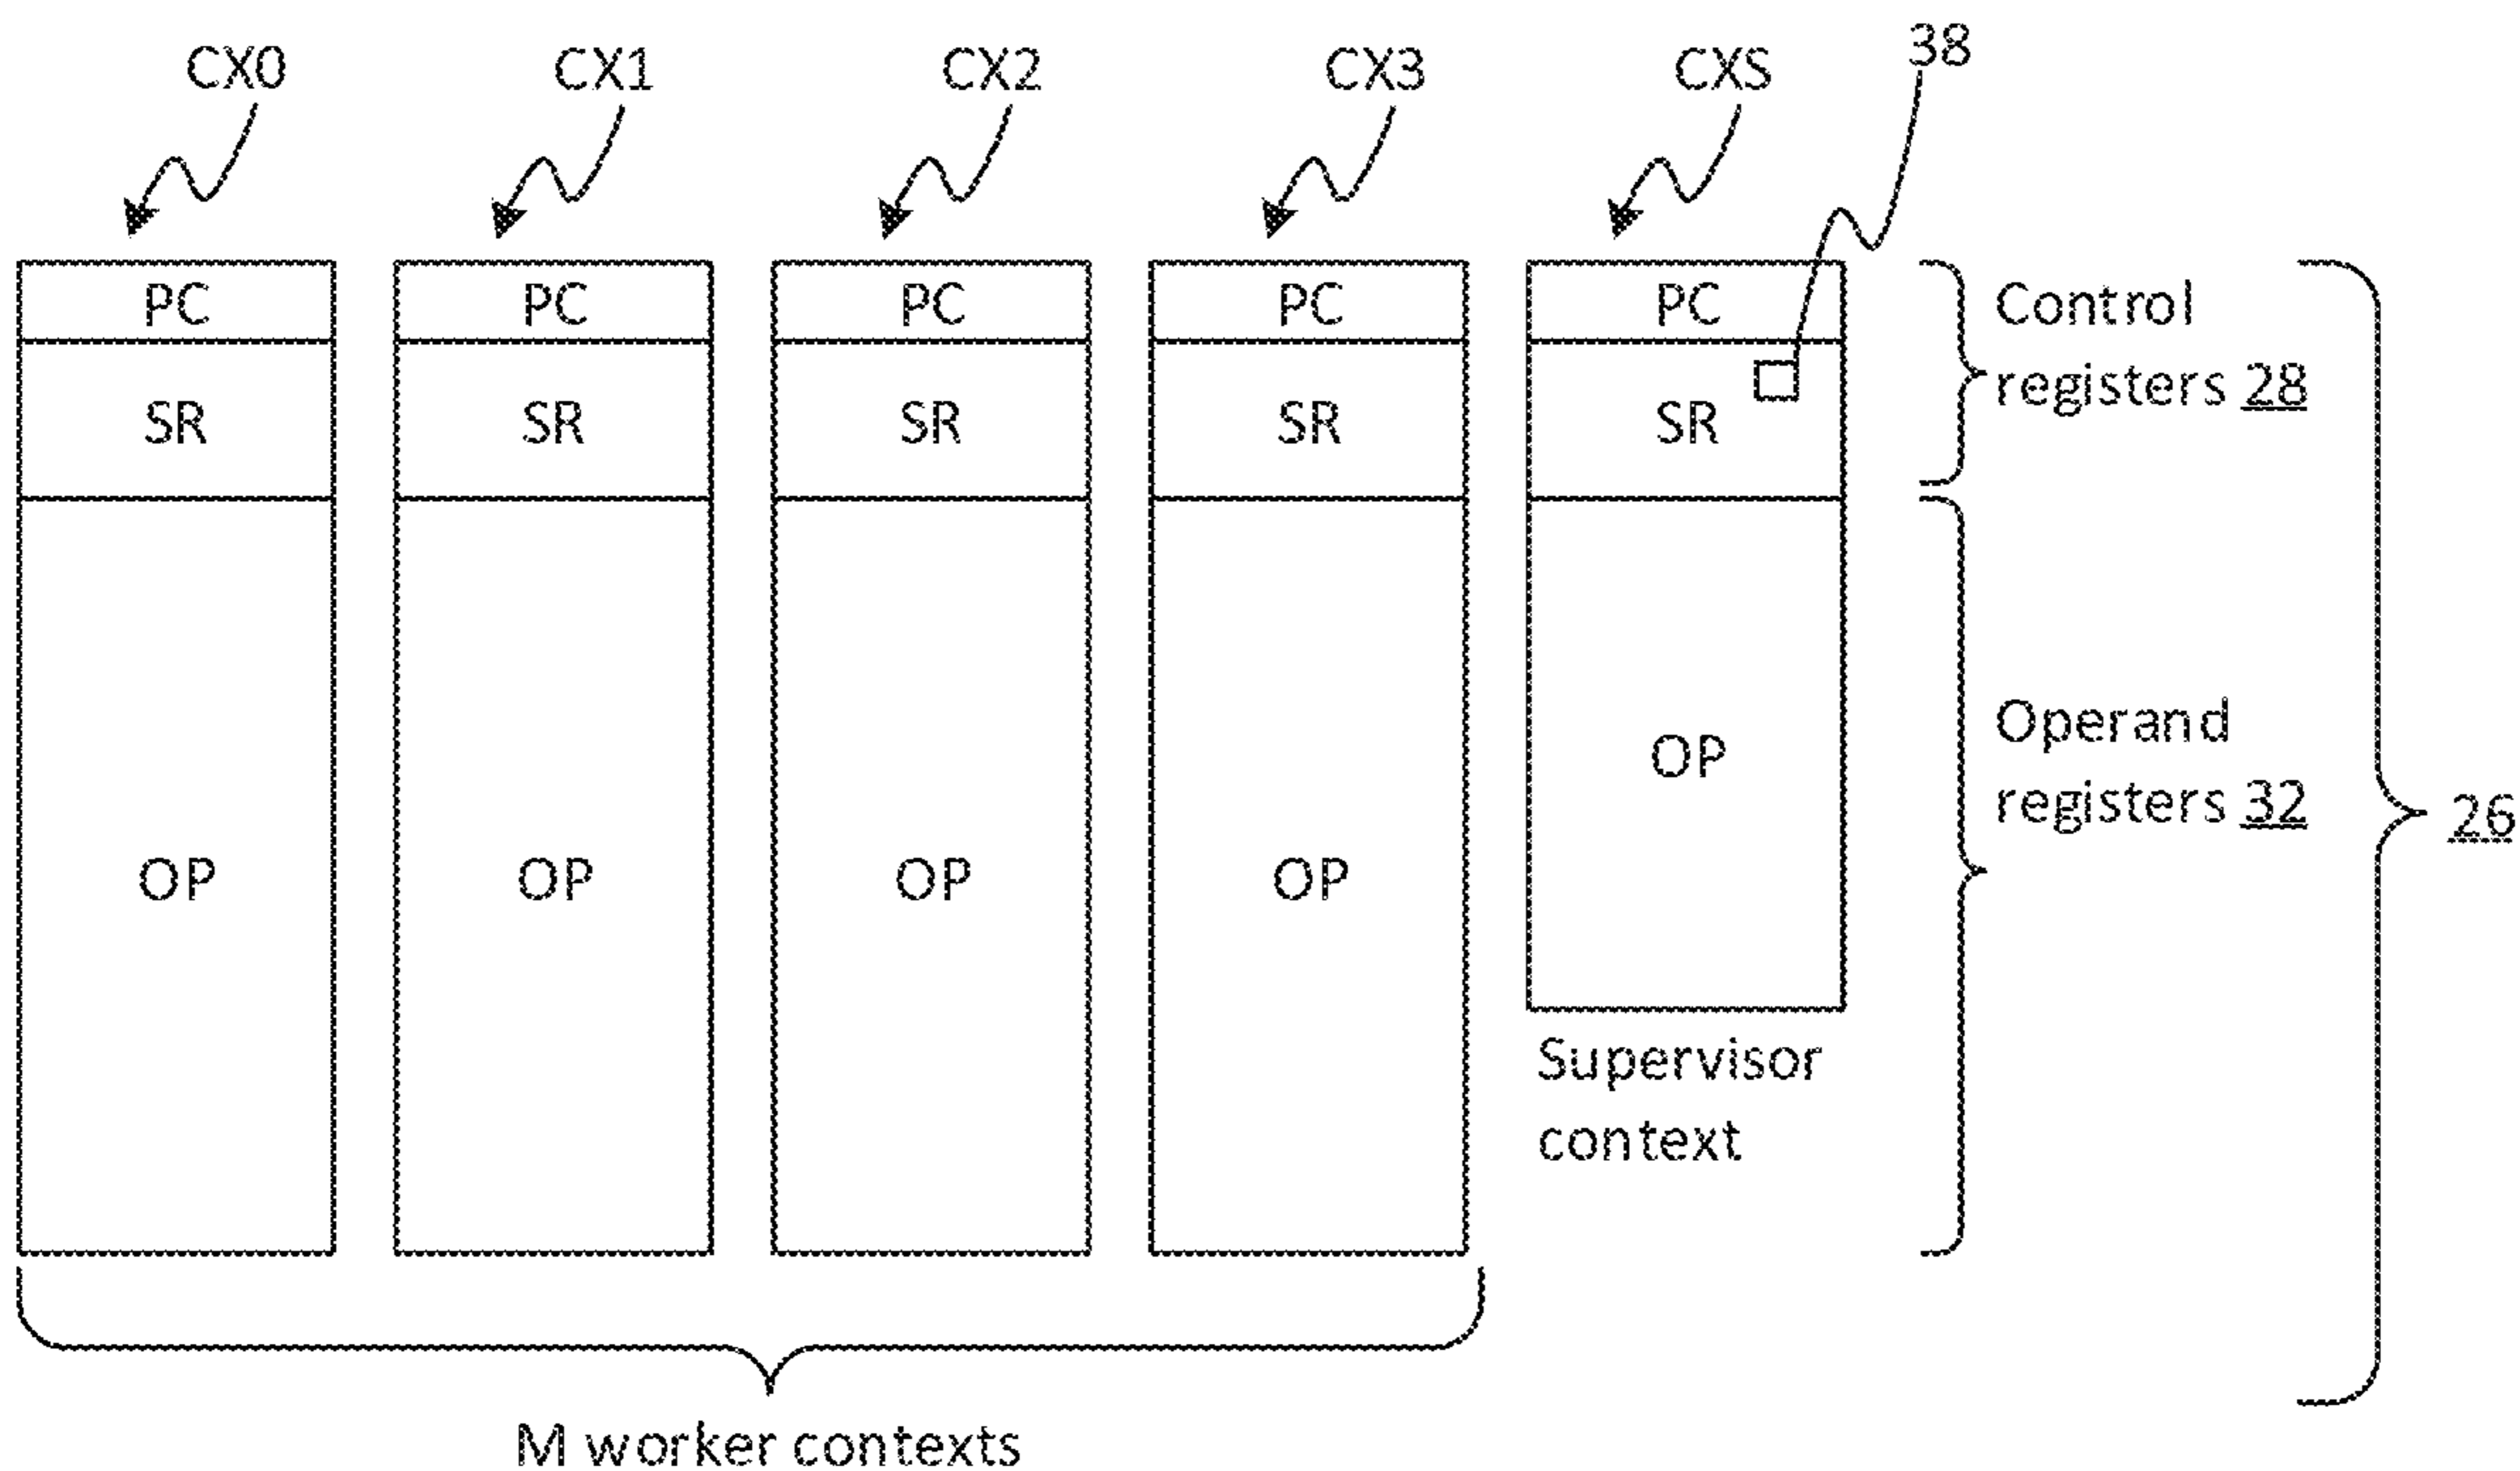 CX0 CX1 CX2 CX3 CXS 38
PC PC PC PC PC
SR SR SR SR SR
Control
registers 28
OP OP OP OP OP
Operand
registers 32
26
Supervisor
context
M worker contexts